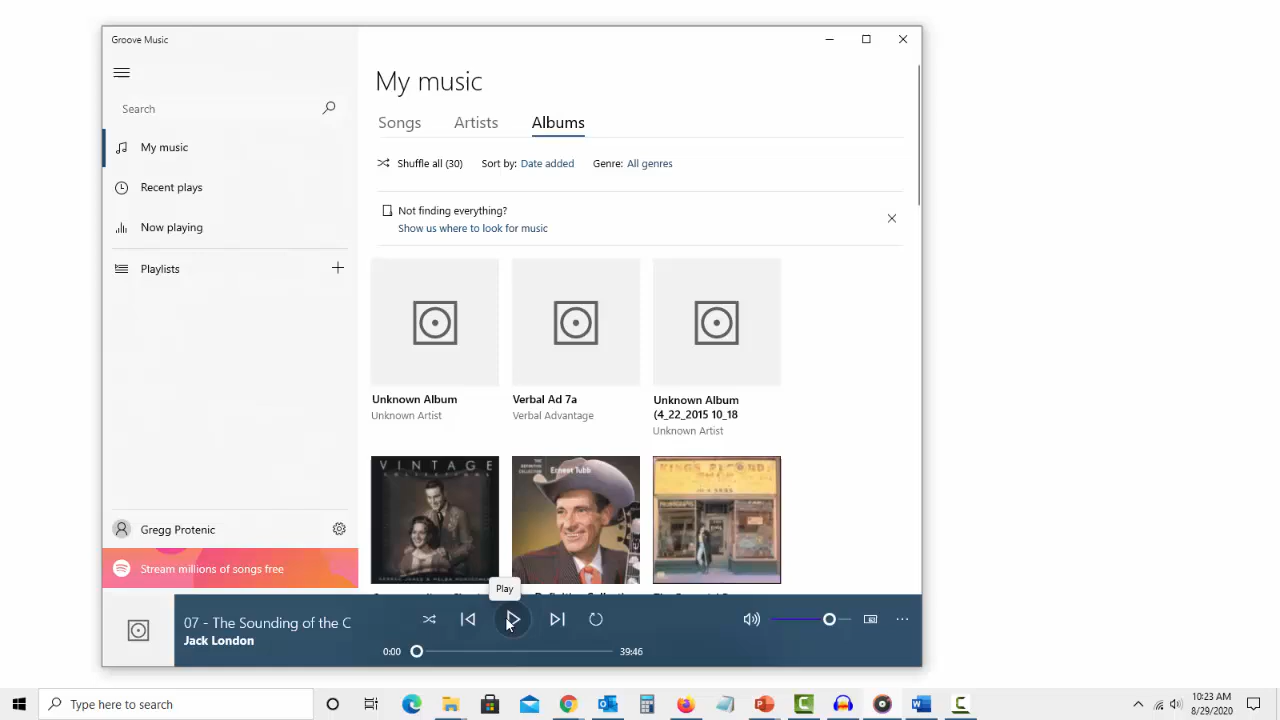 Groove Music
Search
My music
Recent plays
Now playing
Playlists
Gregg Protenic
Stream millions of songs free
My music
Songs Artists Albums
Shuffle all (30) Sort by: Date added Genre: All genres
Not finding everything?
Show us where to look for music
Unknown Album
Unknown Artist
Verbal Ad 7a
Verbal Advantage
Unknown Album
(4_22_2015 10_18
Unknown Artist
VINTAGE
Ernest Tubb
Play
07 - The Sounding of the C
Jack London
0:00
39:46
Type here to search
10:23 AM
8/29/2020